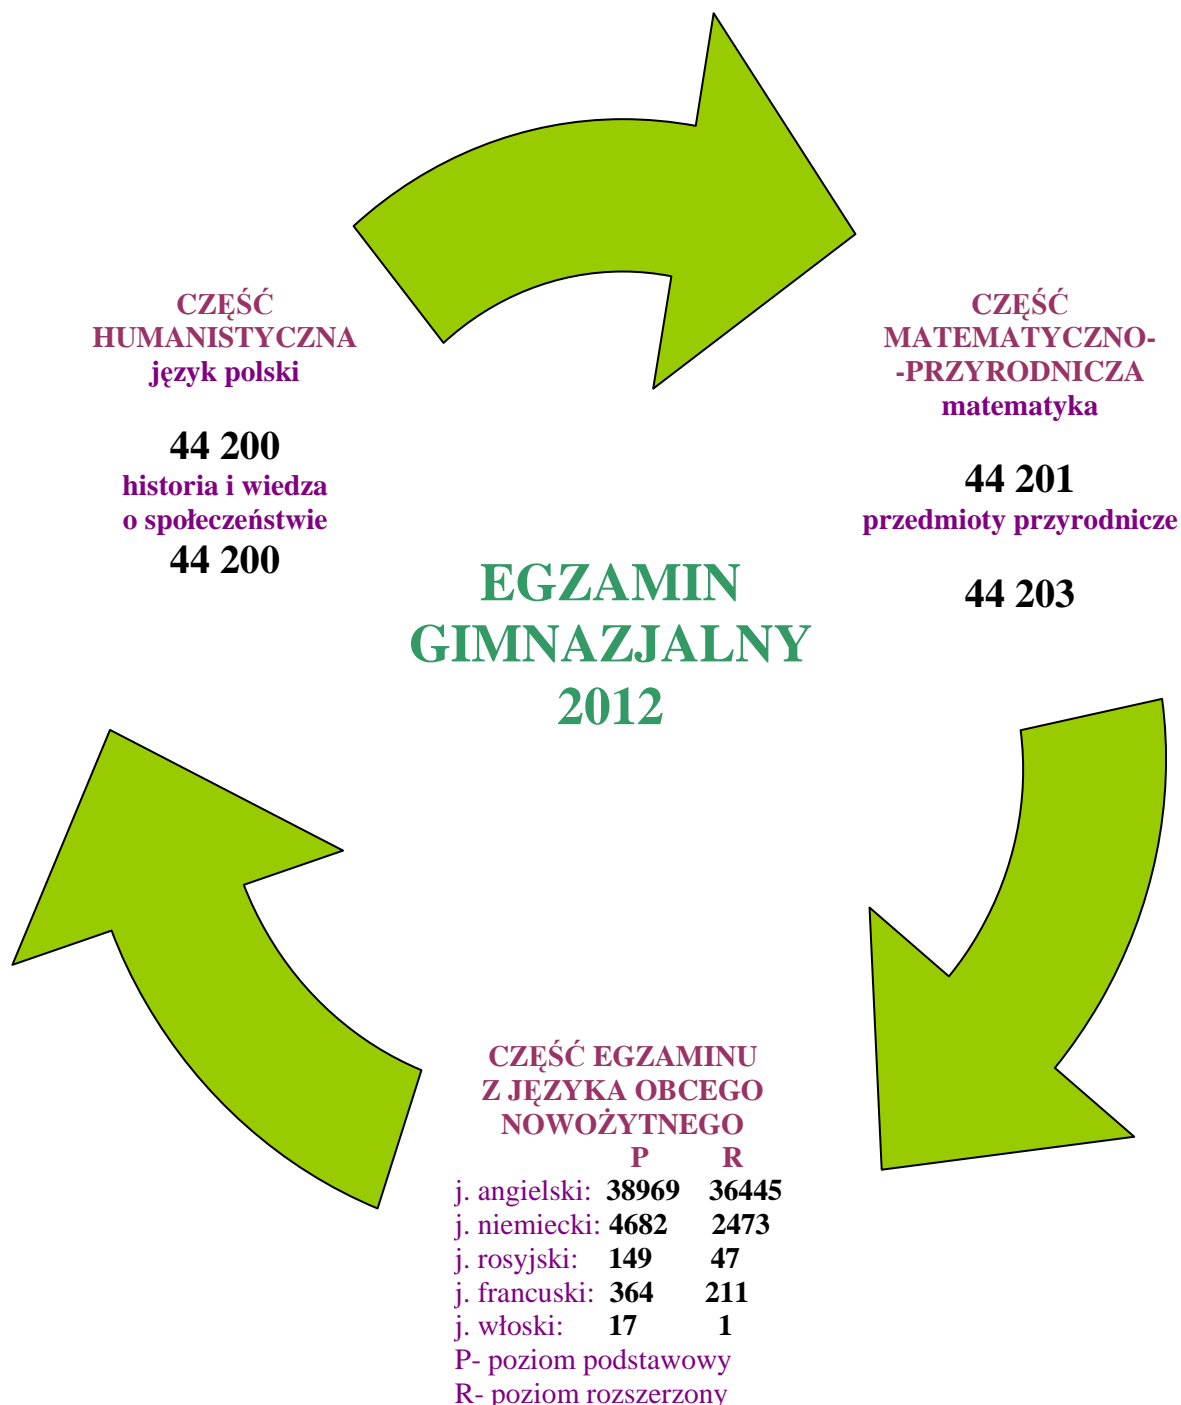 CZĘŚĆ
HUMANISTYCZNA
język polski
44 200
historia i wiedza
o społeczeństwie
44 200
CZĘŚĆ
MATEMATYCZNO-
-PRZYRODNICZA
matematyka
44 201
przedmioty przyrodnicze
44 203
EGZAMIN
GIMNAZJALNY
2012
CZĘŚĆ EGZAMINU
Z JĘZYKA OBCEGO
NOWOŻYTNEGO
P R
j. angielski: 38969 36445
j. niemiecki: 4682 2473
j. rosyjski: 149 47
j. francuski: 364 211
j. włoski: 17 1
P- poziom podstawowy
R- poziom rozszerzony